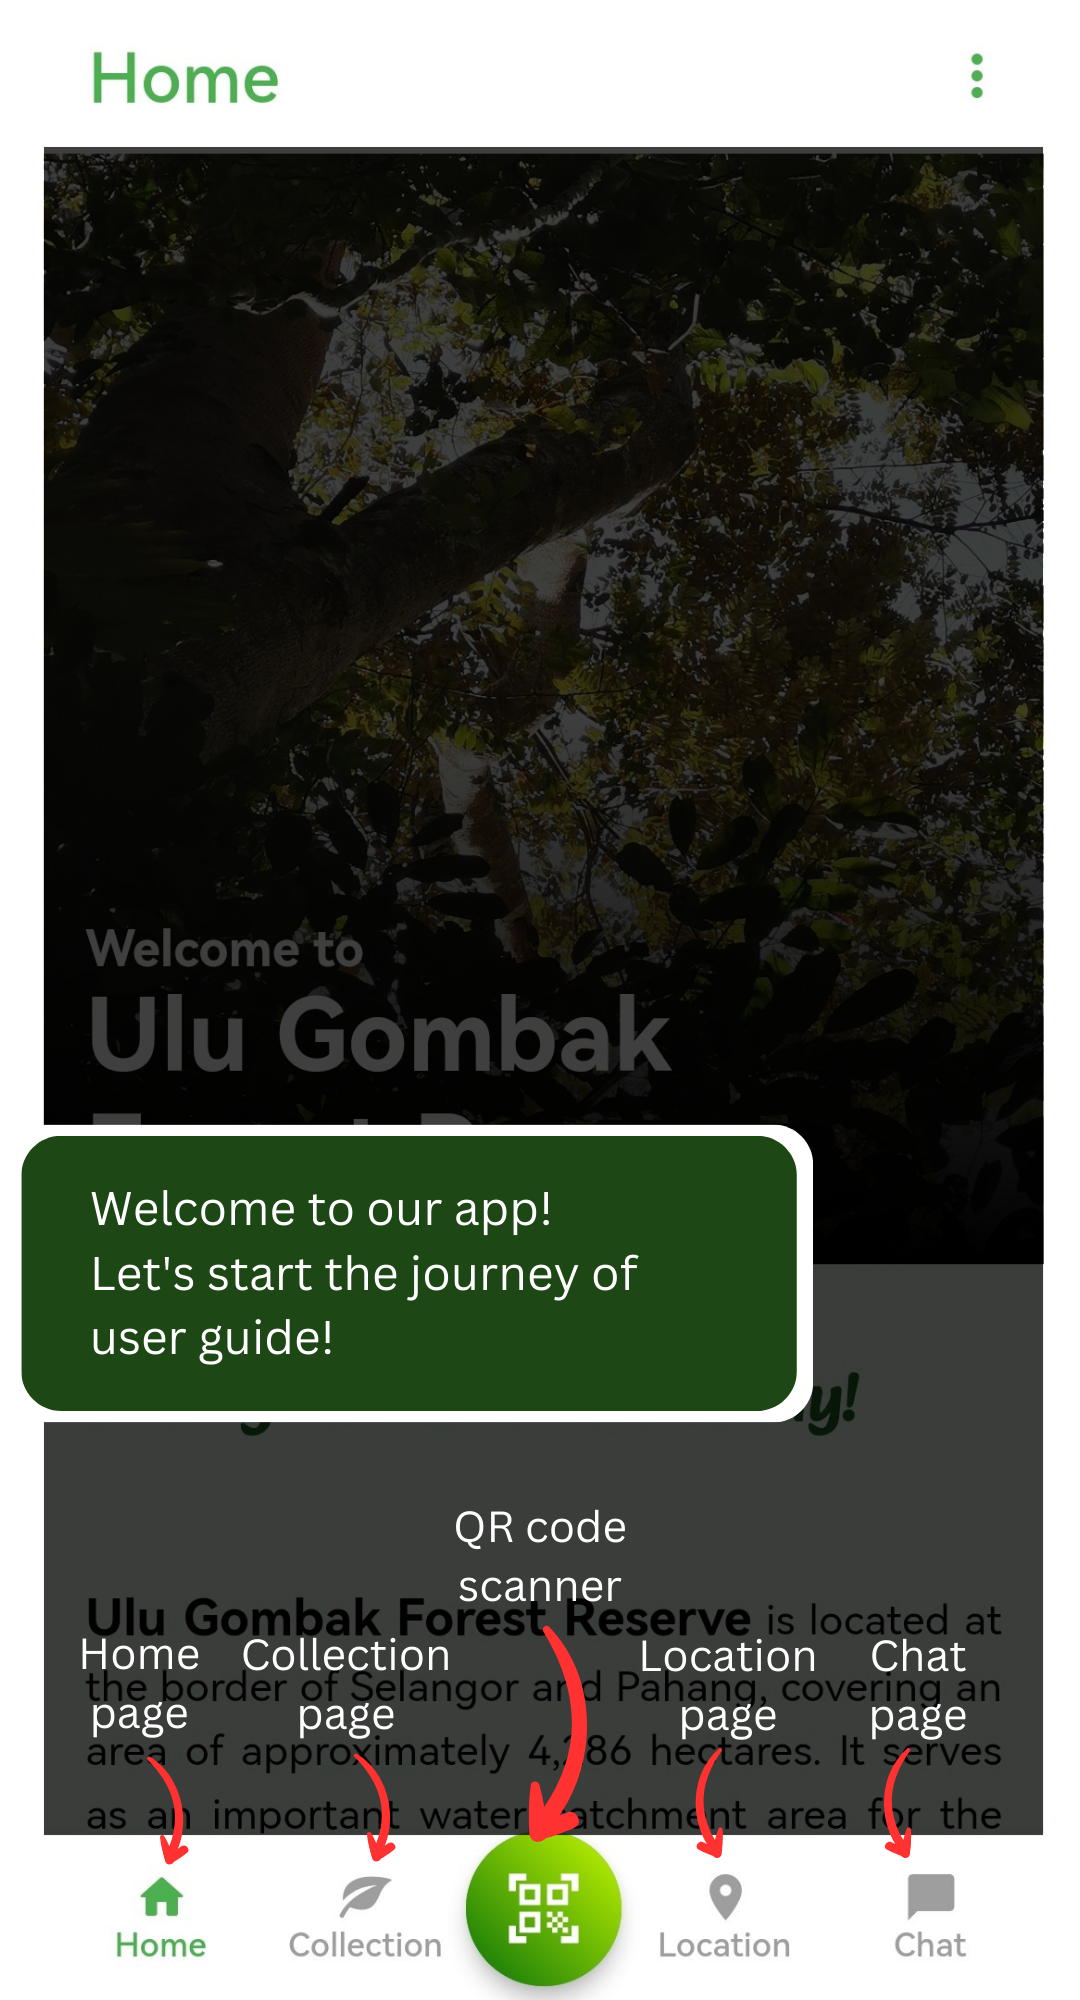 Home
Welcome to
Ulu Gombak
Welcome to our app!
Let's start the journey of
user guide!
QR code
scanner
Ulu Gombak Forest Reserve is located at
Home page
Collection page
Location page
Chat page
the border of Selangor and Pahang, covering an
area of approximately hectares. It serves
as an important water catchment area for the
Home
Collection
Location
Chat